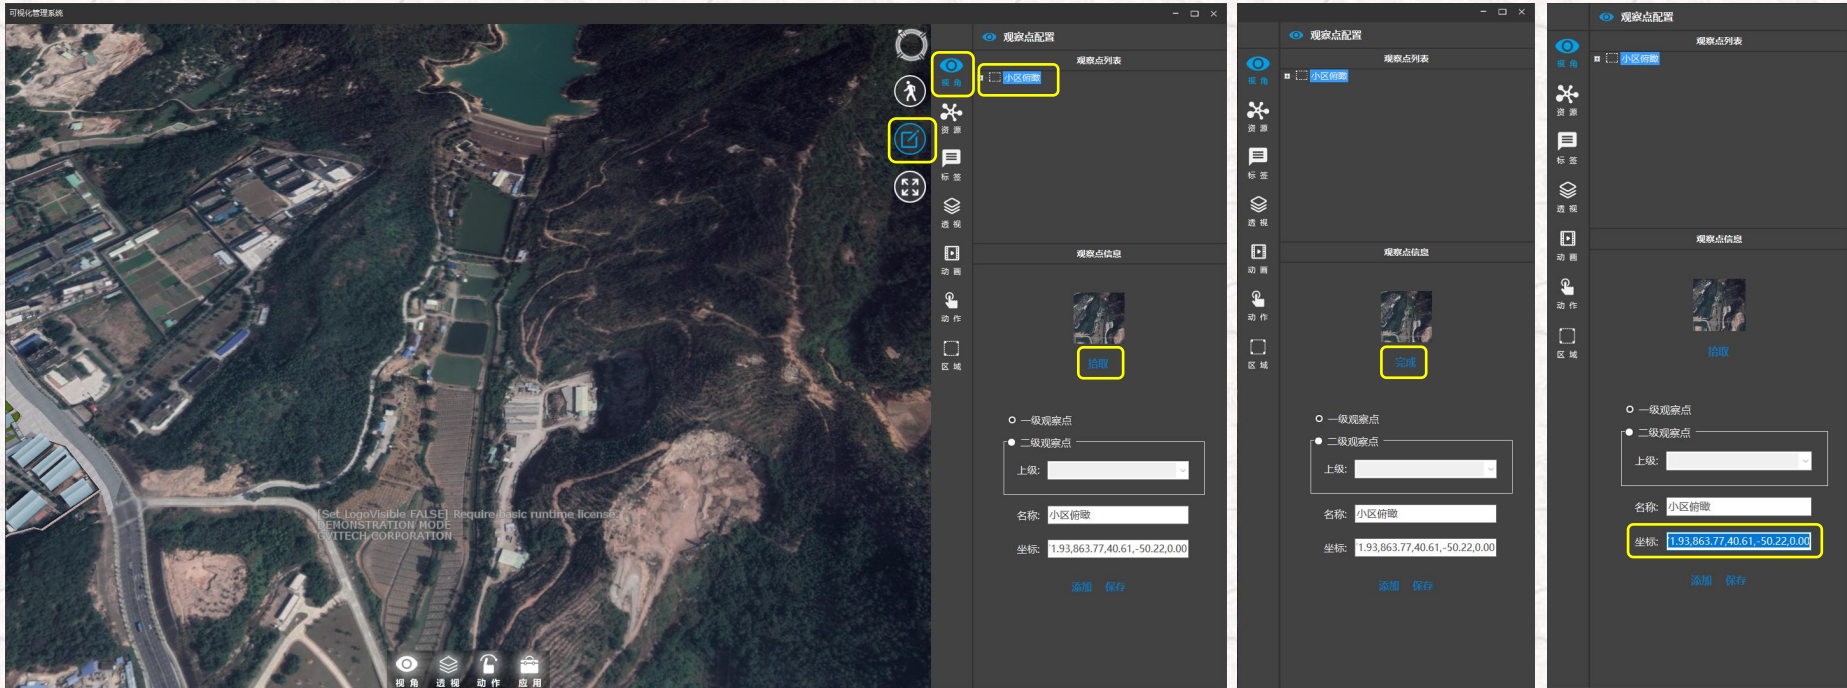 可视化管理系统
观察点配置
观察点列表
视角
小区俯瞰
资源
标签
透视
动画
动作
区域
观察点信息
拾取
一级观察点
二级观察点
上级:
名称: 小区俯瞰
坐标: 1.93,863.77,40.61,-50.22,0.00
添加 保存
[Set LogoVisible FALSE] Require basic runtime license
DEMONSTRATION MODE
GVITECH CORPORATION
视角 透视 动作 应用
观察点配置
观察点列表
视角
小区俯瞰
资源
标签
透视
动画
动作
区域
观察点信息
完成
一级观察点
二级观察点
上级:
名称: 小区俯瞰
坐标: 1.93,863.77,40.61,-50.22,0.00
添加 保存
观察点配置
观察点列表
视角
小区俯瞰
资源
标签
透视
动画
动作
区域
观察点信息
拾取
一级观察点
二级观察点
上级:
名称: 小区俯瞰
坐标: 1.93,863.77,40.61,-50.22,0.00
添加 保存